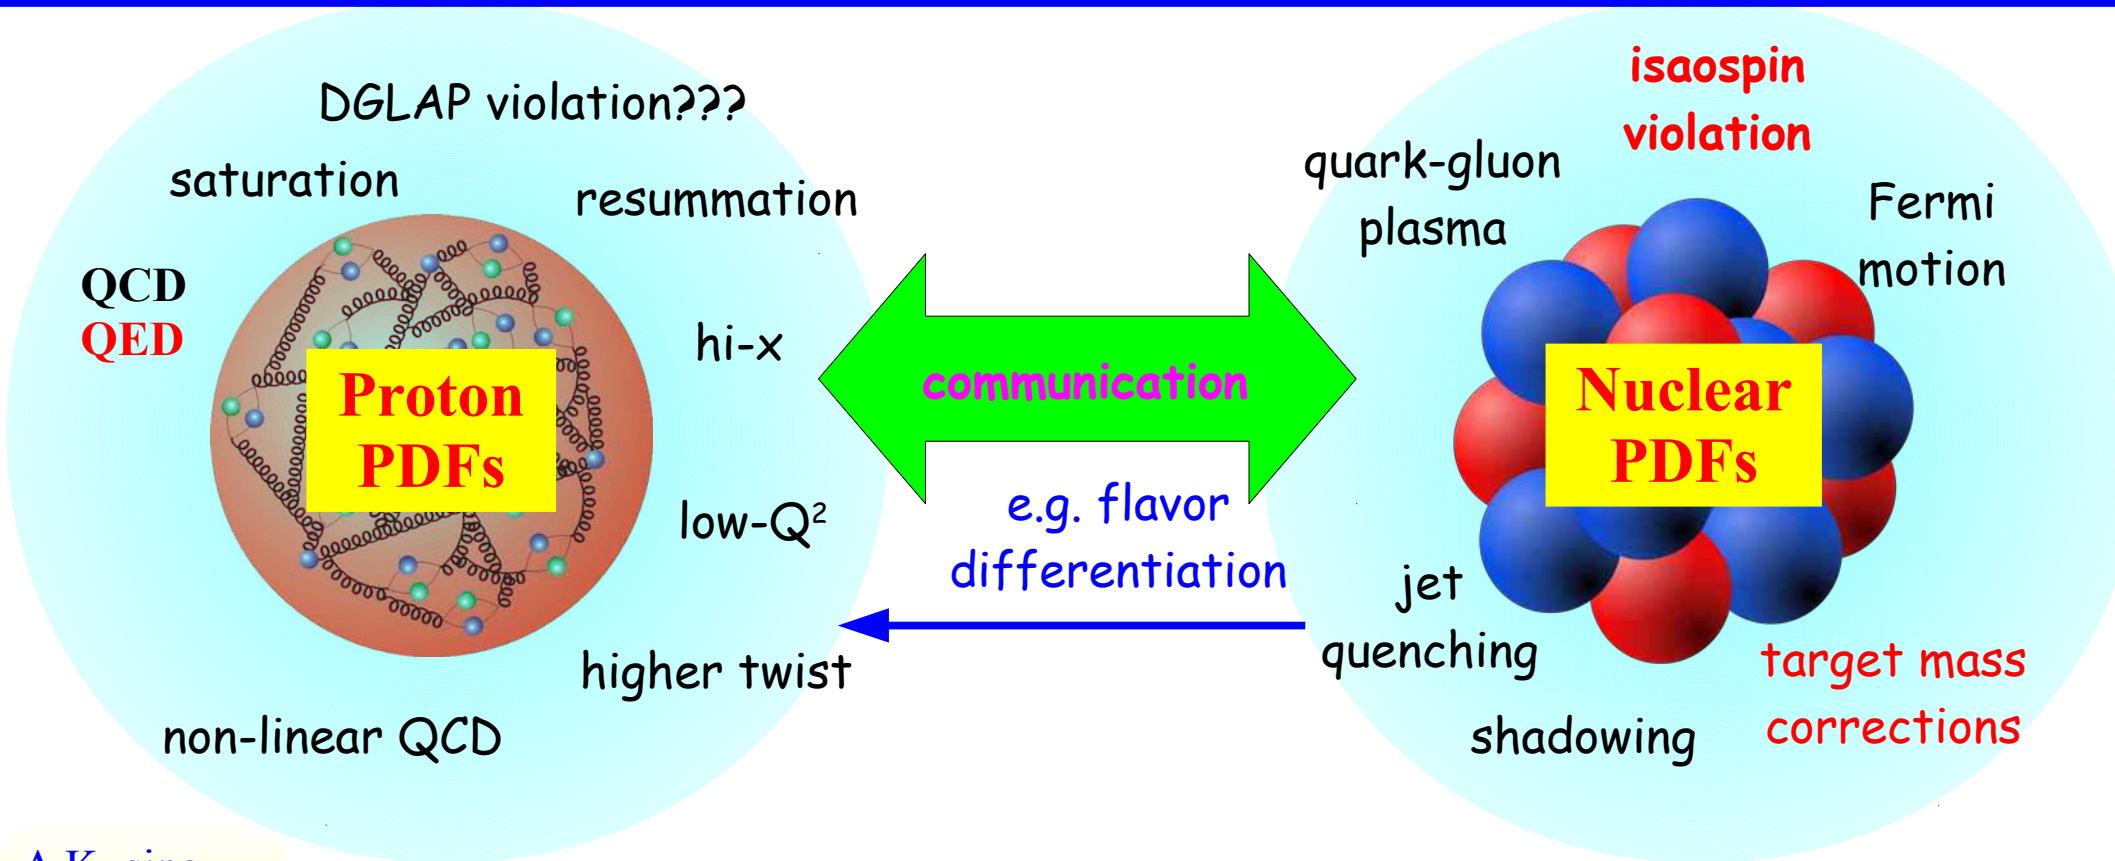 DGLAP violation???
saturation
resummation
QCD
QED
hi-x
Proton
PDFs
low-Q²
higher twist
non-linear QCD
communication
e.g. flavor
differentiation
isaospin
violation
quark-gluon
plasma
Fermi
motion
Nuclear
PDFs
jet
quenching
target mass
corrections
shadowing